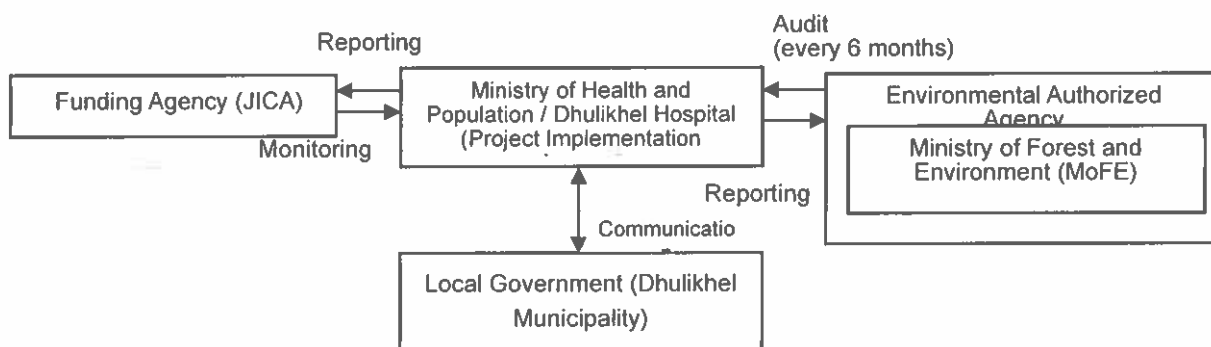 Audit
(every 6 months)
Reporting
Funding Agency (JICA)
Monitoring
Ministry of Health and
Population / Dhulikhel Hospital
(Project Implementation
Environmental Authorized
Agency
Ministry of Forest and
Environment (MoFE)
Reporting
Communicatio
Local Government (Dhulikhel
Municipality)